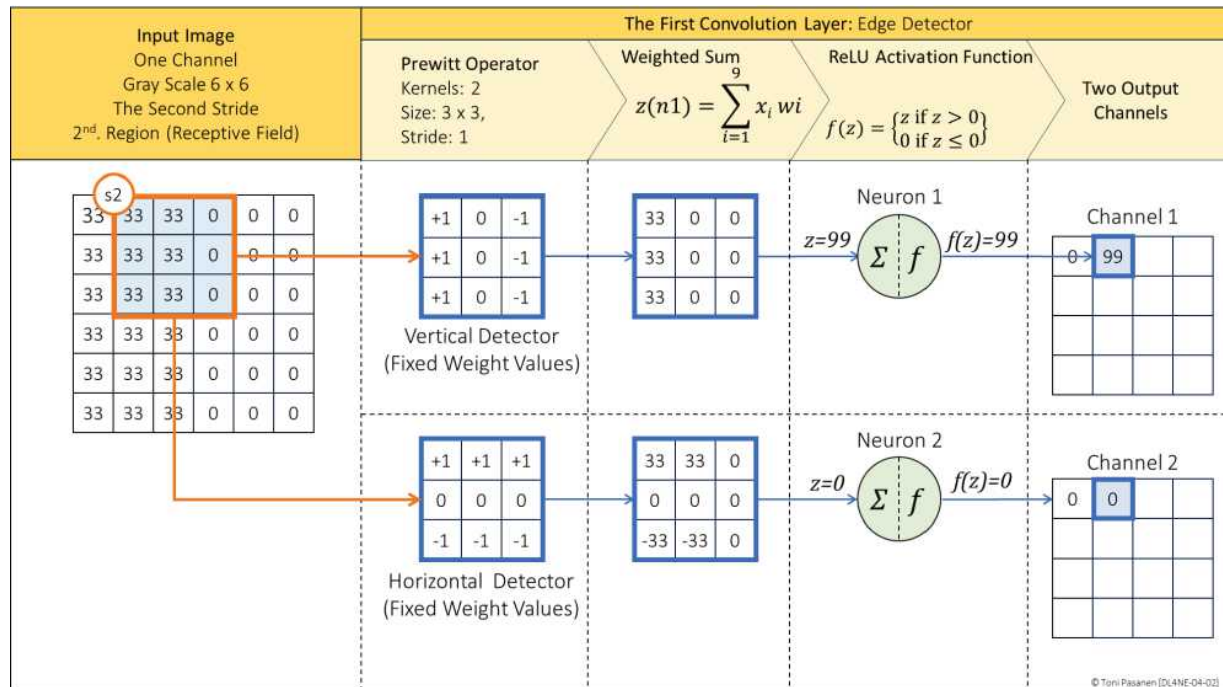 Input Image
One Channel
Gray Scale 6 x 6
The Second Stride
2nd. Region (Receptive Field)
The First Convolution Layer: Edge Detector
Prewitt Operator
Kernels: 2
Size: 3 x 3,
Stride: 1
Weighted Sum
z(n1) = ∑ i=1 9 xi wi
ReLU Activation Function
f(z) = {z if z > 0
0 if z ≤ 0}
Two Output
Channels
s2
33 33 33 0 0 0
33 33 33 0 0 0
33 33 33 0 0 0
33 33 33 0 0 0
33 33 33 0 0 0
33 33 33 0 0 0
+1 0 -1
+1 0 -1
+1 0 -1
Vertical Detector
(Fixed Weight Values)
33 0 0
33 0 0
33 0 0
z=99
Neuron 1
Σ f
f(z)=99
Channel 1
0 99
+1 +1 +1
0 0 0
-1 -1 -1
Horizontal Detector
(Fixed Weight Values)
33 33 0
0 0 0
-33 -33 0
z=0
Neuron 2
Σ f
f(z)=0
Channel 2
0 0
© Toni Pasanen [DL4NE-04-02]